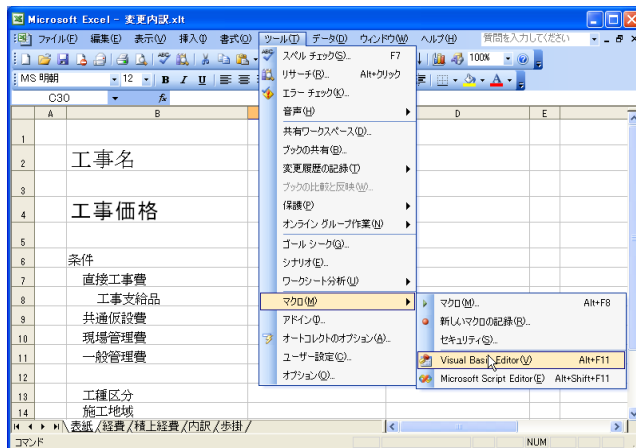 Microsoft Excel - 変更内訳.xlt
ファイル(F) 編集(E) 表示(V) 挿入(I) 書式(O) ツール(T) データ(D) ウィンドウ(W) ヘルプ(H) 質問を入力してください
100%
MS 明朝 12 B I U
C30 fx
A B D E
1
2 工事名
3
4 工事価格
5
6 条件
7 直接工事費
8 工事支給品
9 共通仮設費
10 現場管理費
11 一般管理費
12
13 工種区分
14 施工地域
スペル チェック(S)... F7
リサーチ(R)... Alt+クリック
エラー チェック(K)...
音声(H)
共有ワークスペース(D)...
ブックの共有(B)...
変更履歴の記録(T)
ブックの比較と反映(W)...
保護(P)
オンライン グループ作業(N)
ゴール シーク(G)...
シナリオ(E)...
ワークシート分析(U)
マクロ(M)
アドイン(I)...
オートコレクトのオプション(A)...
ユーザー設定(C)...
オプション(O)...
マクロ(M)... Alt+F8
新しいマクロの記録(R)...
セキュリティ(S)...
Visual Basic Editor(V) Alt+F11
Microsoft Script Editor(E) Alt+Shift+F11
表紙/経費/積上経費/内訳/歩掛/
コマンド NUM